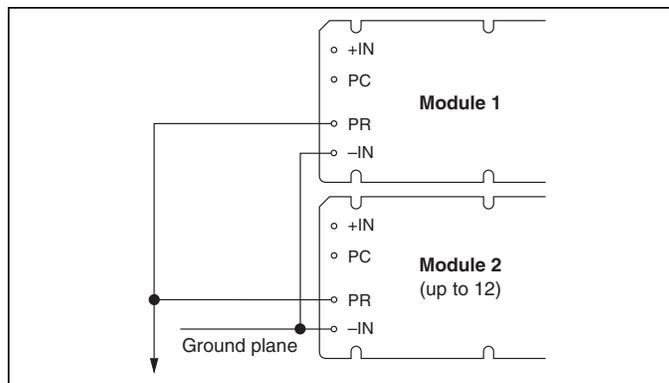 +IN
PC
Module 1
PR
–IN
+IN
PC
Module 2
(up to 12)
PR
–IN
Ground plane